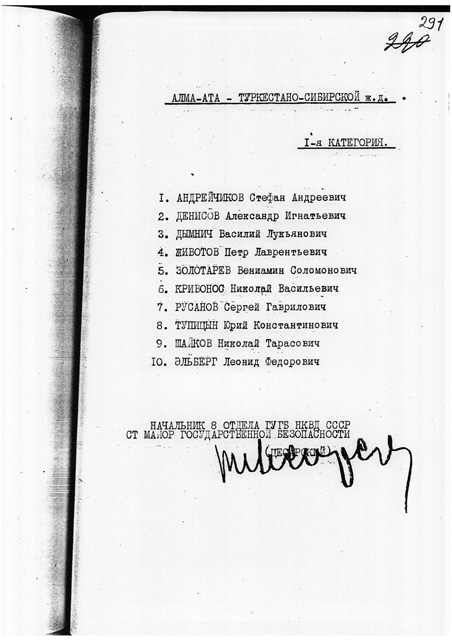 291
290
АЛМА-АТА - ТУРКЕСТАНО-СИБИРСКОЙ ж.д.
I-я КАТЕГОРИЯ.
1. АНДРЕЙЧИКОВ Стефан Андреевич
2. ДЕНИСОВ Александр Игнатьевич
3. ДЫМНИЧ Василий Лукьянович
4. ЖИВОТОВ Петр Лаврентьевич
5. ЗОЛОТАРЕВ Вениамин Соломонович
6. КРИВОНОС Николай Васильевич
7. РУСАНОВ Сергей Гаврилович
8. ТУПИЦЫН Юрий Константинович
9. ШАЙКОВ Николай Тарасович
10. ЭЛЬБЕРГ Леонид Федорович
НАЧАЛЬНИК 8 ОТДЕЛА ГУГБ НКВД СССР
СТ МАЙОР ГОСУДАРСТВЕННОЙ БЕЗОПАСНОСТИ
(ЦЕСАРСКИЙ)